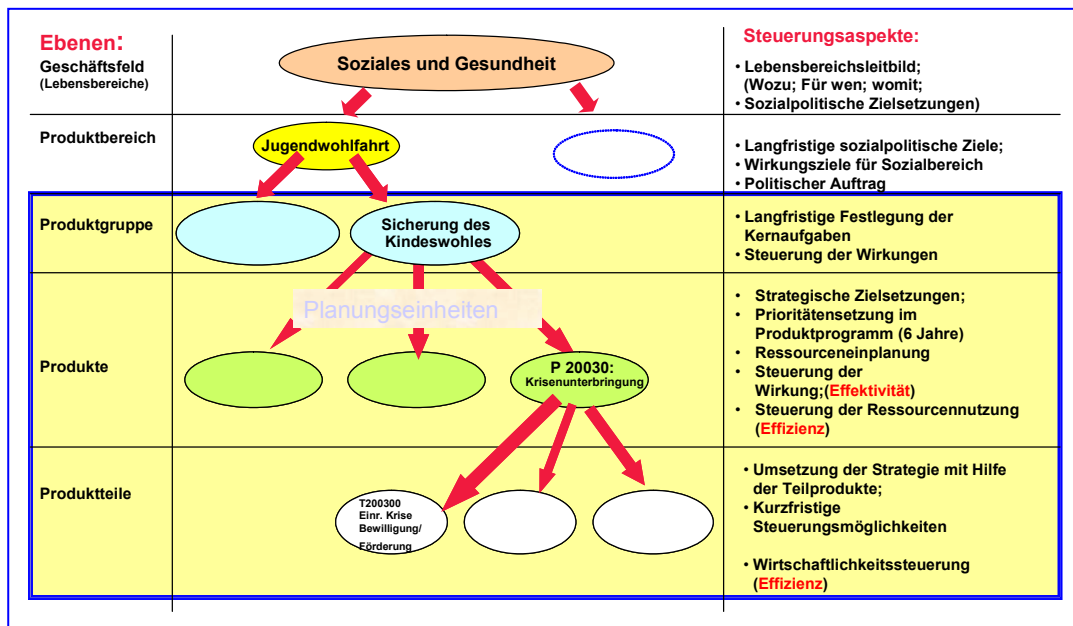 Ebenen:
Geschäftsfeld
(Lebensbereiche)
Soziales und Gesundheit
Steuerungsaspekte:
• Lebensbereichsleitbild;
(Wozu; Für wen; womit;
• Sozialpolitische Zielsetzungen)
Produktbereich
Jugendwohlfahrt
• Langfristige sozialpolitische Ziele;
• Wirkungsziele für Sozialbereich
• Politischer Auftrag
Produktgruppe
Sicherung des
Kindeswohles
• Langfristige Festlegung der
Kernaufgaben
• Steuerung der Wirkungen
Planungseinheiten
Produkte
P 20030:
Krisenunterbringung
• Strategische Zielsetzungen;
• Prioritätensetzung im
Produktprogramm (6 Jahre)
• Ressourceneinplanung
• Steuerung der
Wirkung;(Effektivität)
• Steuerung der Ressourcennutzung
(Effizienz)
Produktteile
T200300
Einr. Krise
Bewilligung/
Förderung
• Umsetzung der Strategie mit Hilfe
der Teilprodukte;
• Kurzfristige
Steuerungsmöglichkeiten
• Wirtschaftlichkeitssteuerung
(Effizienz)